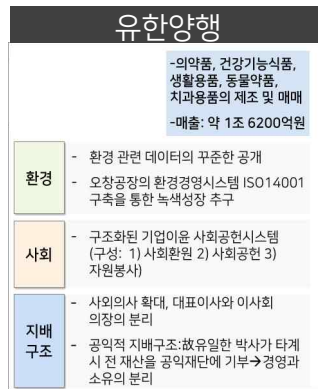 유한양행
-의약품, 건강기능식품,
생활용품, 동물약품,
치과용품의 제조 및 매매
-매출: 약 1조 6200억원
환경
- 환경 관련 데이터의 꾸준한 공개
- 오창공장의 환경경영시스템 ISO14001
구축을 통한 녹색성장 추구
사회
- 구조화된 기업이윤 사회공헌시스템
(구성: 1) 사회환원 2) 사회공헌 3)
자원봉사)
지배
구조
- 사외의사 확대, 대표이사와 이사회
의장의 분리
- 공익적 지배구조:故유일한 박사가 타계
시 전 재산을 공익재단에 기부→경영과
소유의 분리